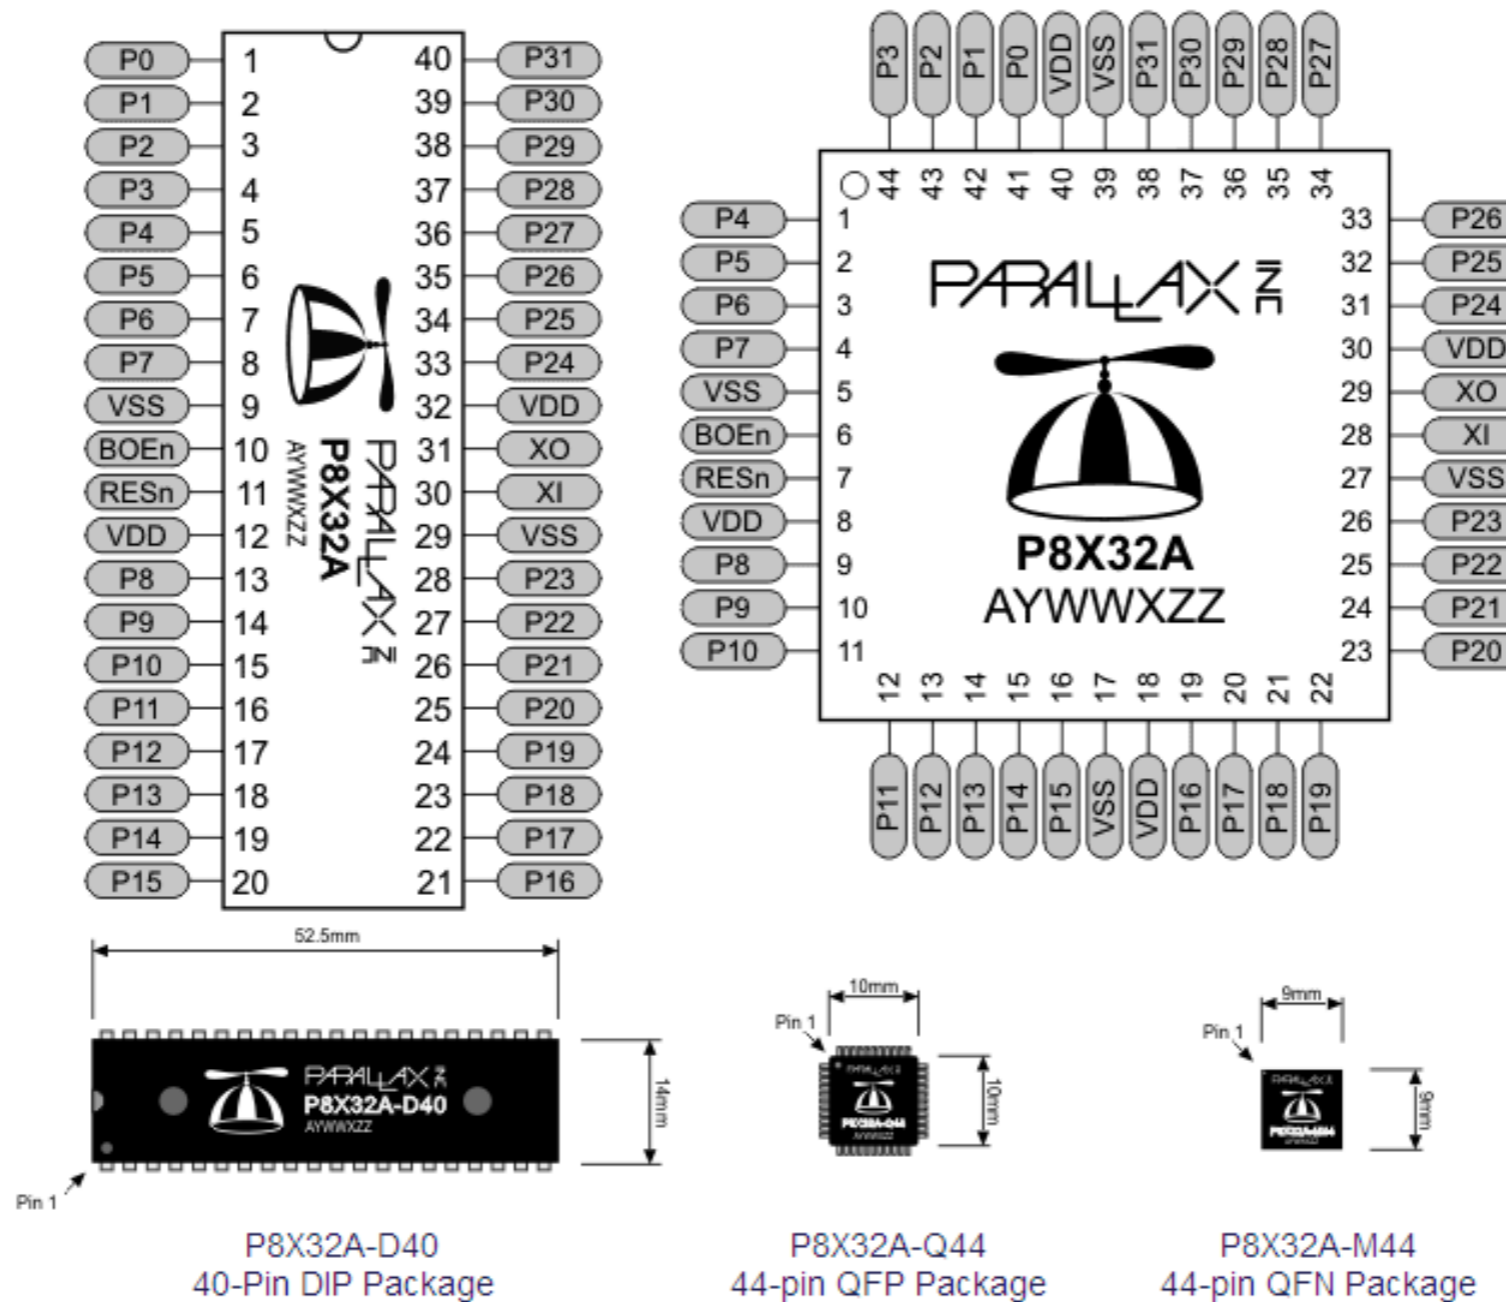 P0 1 40 P31
P1 2 39 P30
P2 3 38 P29
P3 4 37 P28
P4 5 36 P27
P5 6 35 P26
P6 7 34 P25
P7 8 33 P24
VSS 9 32 VDD
BOEn 10 31 XO
RESn 11 30 XI
VDD 12 29 VSS
P8 13 28 P23
P9 14 27 P22
P10 15 26 P21
P11 16 25 P20
P12 17 24 P19
P13 18 23 P18
P14 19 22 P17
P15 20 21 P16
PARALLAX INC
P8X32A
AYWWXZZ
P3 P2 P1 P0 VDD VSS P31 P30 P29 P28 P27
44 43 42 41 40 39 38 37 36 35 34
P4 1 33 P26
P5 2 32 P25
P6 3 31 P24
P7 4 30 VDD
VSS 5 29 XO
BOEn 6 28 XI
RESn 7 27 VSS
VDD 8 26 P23
P8 9 25 P22
P9 10 24 P21
P10 11 23 P20
PARALLAX INC
P8X32A
AYWWXZZ
12 13 14 15 16 17 18 19 20 21 22
P11 P12 P13 P14 P15 VSS VDD P16 P17 P18 P19
52.5mm
PARALLAX INC
P8X32A-D40
AYWWXZZ
14mm
Pin 1
P8X32A-D40
40-Pin DIP Package
10mm
Pin 1
PARALLAX
P8X32A-Q44
AYWWXZZ
10mm
P8X32A-Q44
44-pin QFP Package
9mm
Pin 1
PARALLAX
P8X32A-M44
AYWWXZZ
9mm
P8X32A-M44
44-pin QFN Package